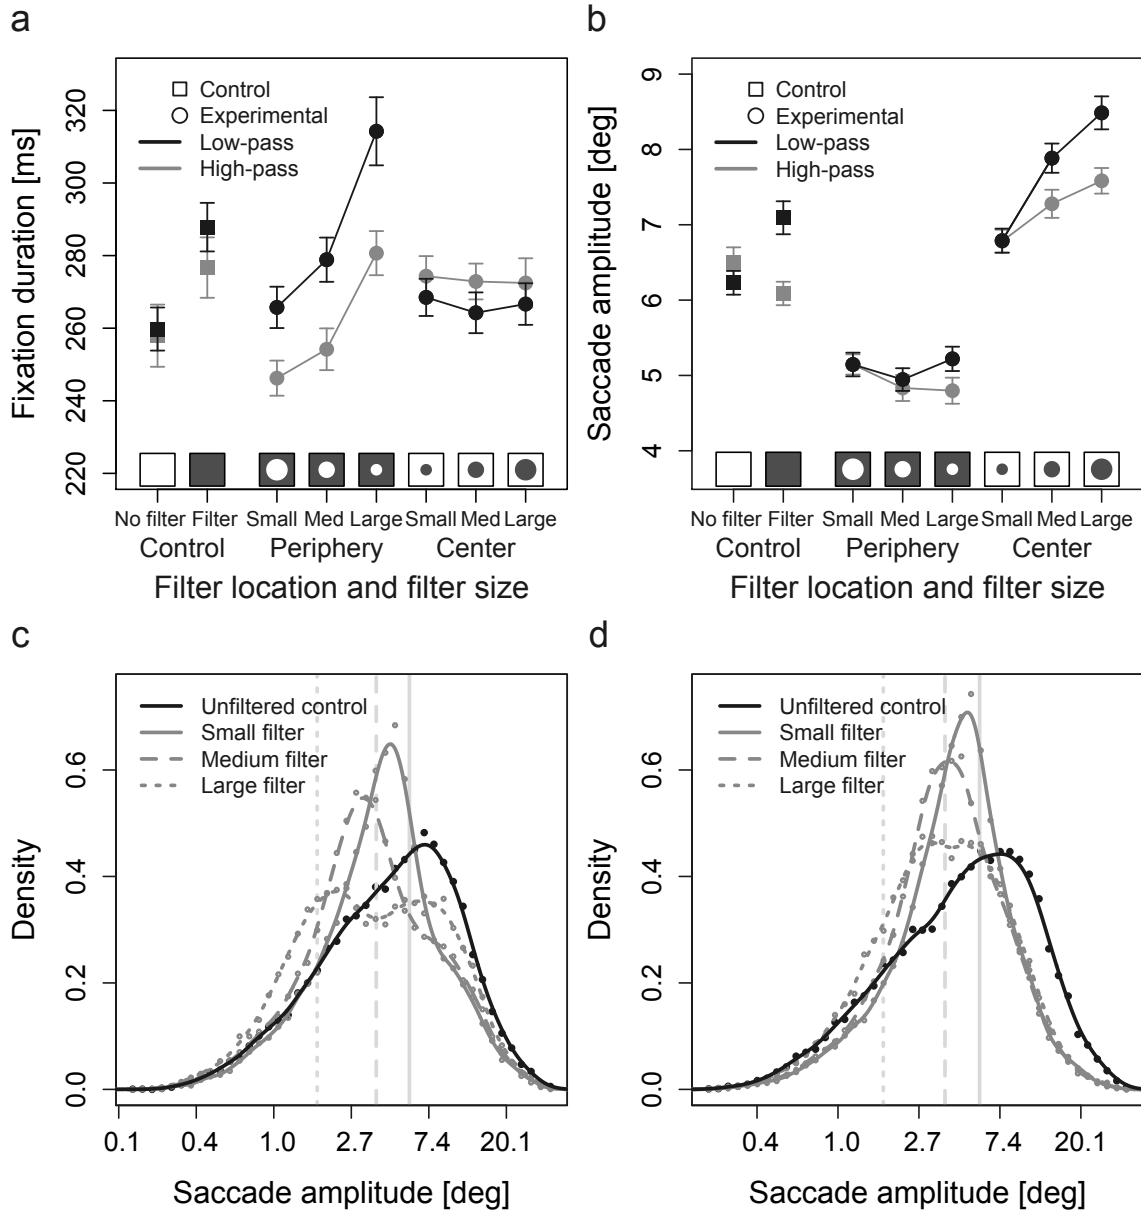 a
Fixation duration [ms]
220 240 260 280 300 320
Control
Experimental
Low-pass
High-pass
No filter Filter Small Med Large Small Med Large
Control Periphery Center
Filter location and filter size
b
Saccade amplitude [deg]
4 5 6 7 8 9
Control
Experimental
Low-pass
High-pass
No filter Filter Small Med Large Small Med Large
Control Periphery Center
Filter location and filter size
c
Density
0.0 0.2 0.4 0.6
Unfiltered control
Small filter
Medium filter
Large filter
0.1 0.4 1.0 2.7 7.4 20.1
Saccade amplitude [deg]
d
Density
0.0 0.2 0.4 0.6
Unfiltered control
Small filter
Medium filter
Large filter
0.4 1.0 2.7 7.4 20.1
Saccade amplitude [deg]